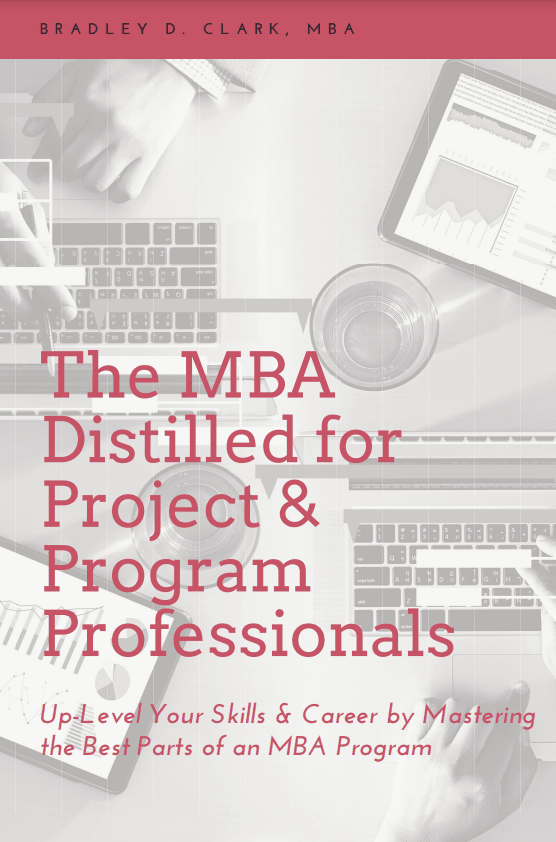 BRADLEY D. CLARK, MBA
The MBA
Distilled for
Project &
Program
Professionals
Up-Level Your Skills & Career by Mastering
the Best Parts of an MBA Program